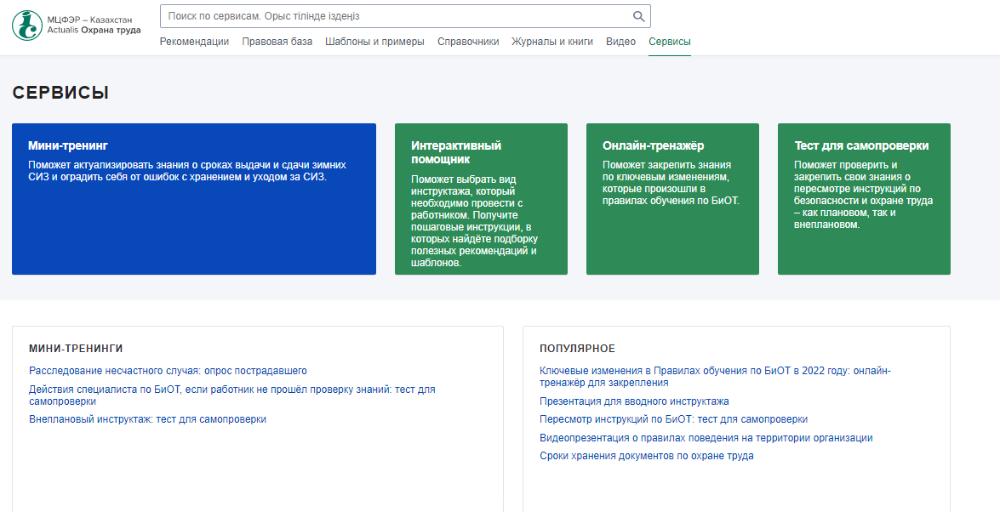 МЦФЭР – Казахстан
Actualis Охрана труда
Поиск по сервисам. Орыс тілінде іздеңіз
Рекомендации Правовая база Шаблоны и примеры Справочники Журналы и книги Видео Сервисы
СЕРВИСЫ
Мини-тренинг
Поможет актуализировать знания о сроках выдачи и сдачи зимних
СИЗ и оградить себя от ошибок с хранением и уходом за СИЗ.
Интерактивный
помощник
Поможет выбрать вид
инструктажа, который
необходимо провести с
работником. Получите
пошаговые инструкции, в
которых найдёте подборку
полезных рекомендаций и
шаблонов.
Онлайн-тренажёр
Поможет закрепить знания
по ключевым изменениям,
которые произошли в
правилах обучения по БиОТ.
Тест для самопроверки
Поможет проверить и
закрепить свои знания о
пересмотре инструкций по
безопасности и охране труда
– как плановом, так и
внеплановом.
МИНИ-ТРЕНИНГИ
Расследование несчастного случая: опрос пострадавшего
Действия специалиста по БиОТ, если работник не прошёл проверку знаний: тест для
самопроверки
Внеплановый инструктаж: тест для самопроверки
ПОПУЛЯРНОЕ
Ключевые изменения в Правилах обучения по БиОТ в 2022 году: онлайн-
тренажёр для закрепления
Презентация для вводного инструктажа
Пересмотр инструкций по БиОТ: тест для самопроверки
Видеопрезентация о правилах поведения на территории организации
Сроки хранения документов по охране труда